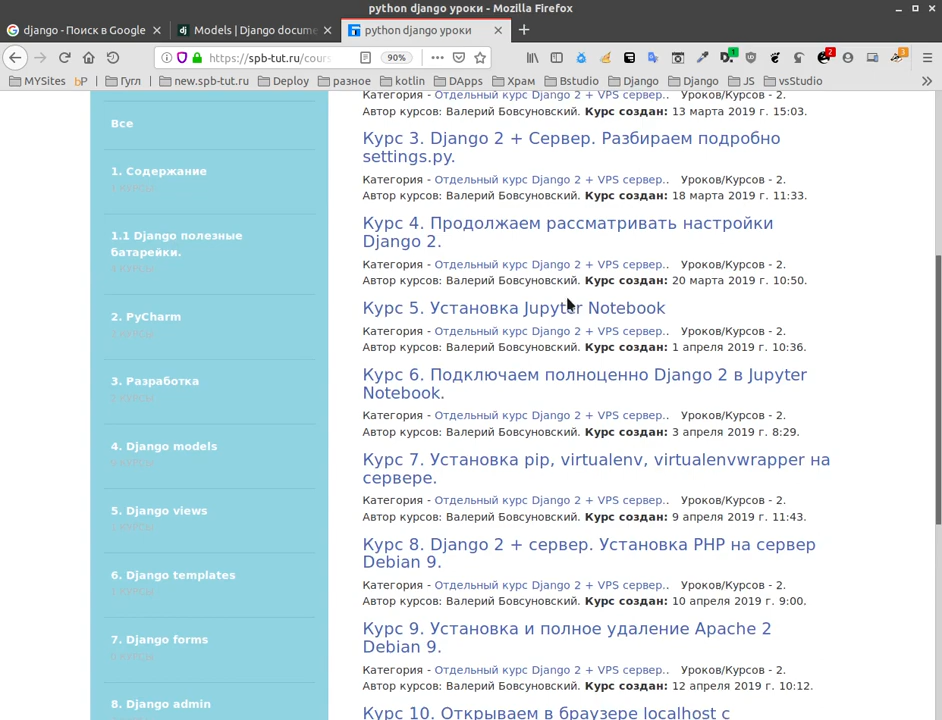 python django уроки - Mozilla Firefox
django - Поиск в Google
Models | Django docume
python django уроки
https://spb-tut.ru/cours
90%
MYSites
Гугл
new.spb-tut.ru
Deploy
разное
kotlin
DApps
Храм
Bstudio
Django
Django
JS
vsStudio
Все
1. Содержание
1.1 Django полезные
батарейки.
2. PyCharm
3. Разработка
4. Django models
5. Django views
6. Django templates
7. Django forms
8. Django admin
Категория - Отдельный курс Django 2 + VPS сервер.. Уроков/Курсов - 2.
Автор курсов: Валерий Бовсуновский. Курс создан: 13 марта 2019 г. 15:03.
Курс 3. Django 2 + Сервер. Разбираем подробно
settings.py.
Категория - Отдельный курс Django 2 + VPS сервер.. Уроков/Курсов - 2.
Автор курсов: Валерий Бовсуновский. Курс создан: 18 марта 2019 г. 11:33.
Курс 4. Продолжаем рассматривать настройки
Django 2.
Категория - Отдельный курс Django 2 + VPS сервер.. Уроков/Курсов - 2.
Автор курсов: Валерий Бовсуновский. Курс создан: 20 марта 2019 г. 10:50.
Курс 5. Установка Jupyter Notebook
Категория - Отдельный курс Django 2 + VPS сервер.. Уроков/Курсов - 2.
Автор курсов: Валерий Бовсуновский. Курс создан: 1 апреля 2019 г. 10:36.
Курс 6. Подключаем полноценно Django 2 в Jupyter
Notebook.
Категория - Отдельный курс Django 2 + VPS сервер.. Уроков/Курсов - 2.
Автор курсов: Валерий Бовсуновский. Курс создан: 3 апреля 2019 г. 8:29.
Курс 7. Установка pip, virtualenv, virtualenvwrapper на
сервере.
Категория - Отдельный курс Django 2 + VPS сервер.. Уроков/Курсов - 2.
Автор курсов: Валерий Бовсуновский. Курс создан: 9 апреля 2019 г. 11:43.
Курс 8. Django 2 + сервер. Установка PHP на сервер
Debian 9.
Категория - Отдельный курс Django 2 + VPS сервер.. Уроков/Курсов - 2.
Автор курсов: Валерий Бовсуновский. Курс создан: 10 апреля 2019 г. 9:00.
Курс 9. Установка и полное удаление Apache 2
Debian 9.
Категория - Отдельный курс Django 2 + VPS сервер.. Уроков/Курсов - 2.
Автор курсов: Валерий Бовсуновский. Курс создан: 12 апреля 2019 г. 10:12.
Курс 10. Открываем в браузере localhost с